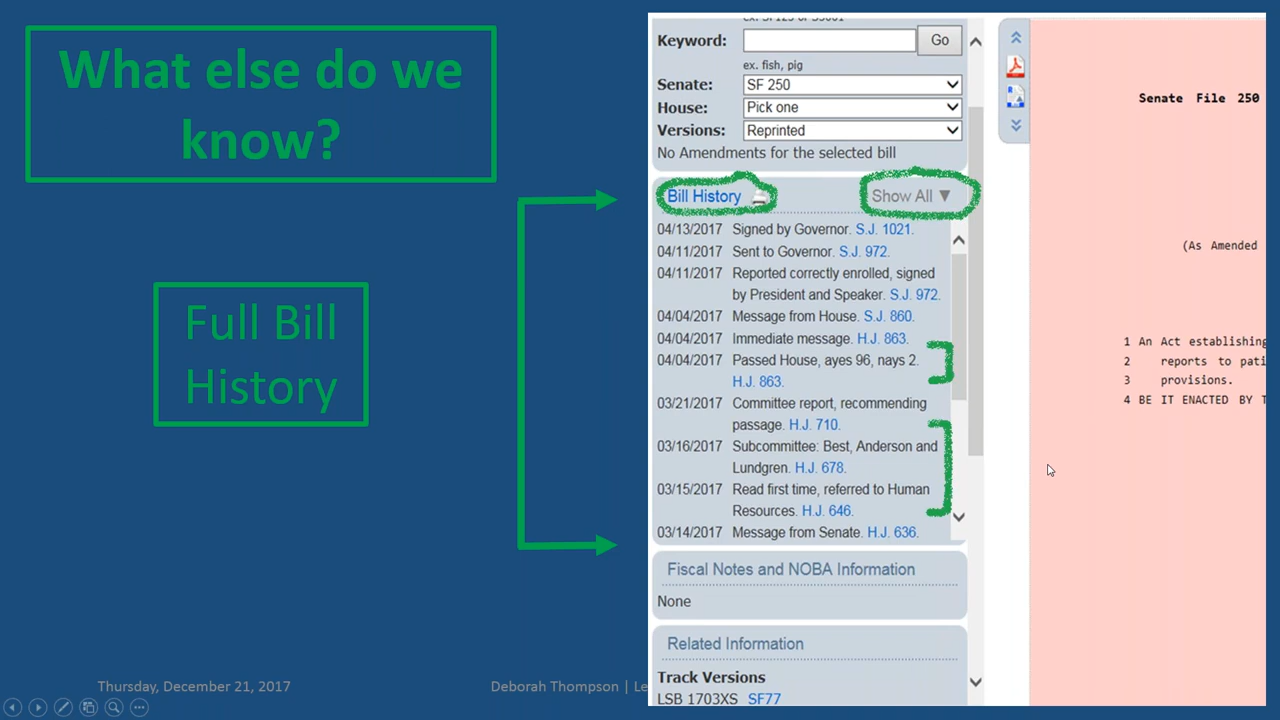 What else do we
know?
Full Bill
History
Thursday, December 21, 2017
Deborah Thompson | Le
Keyword:
Go
ex. fish, pig
Senate: SF 250
House: Pick one
Versions: Reprinted
No Amendments for the selected bill
Bill History Show All ▼
04/13/2017 Signed by Governor. S.J. 1021.
04/11/2017 Sent to Governor. S.J. 972.
04/11/2017 Reported correctly enrolled, signed
by President and Speaker. S.J. 972.
04/04/2017 Message from House. S.J. 860.
04/04/2017 Immediate message. H.J. 863.
04/04/2017 Passed House, ayes 96, nays 2.
H.J. 863.
03/21/2017 Committee report, recommending
passage. H.J. 710.
03/16/2017 Subcommittee: Best, Anderson and
Lundgren. H.J. 678.
03/15/2017 Read first time, referred to Human
Resources. H.J. 646.
03/14/2017 Message from Senate. H.J. 636.
Fiscal Notes and NOBA Information
None
Related Information
Track Versions
LSB 1703XS SF77
Senate File 250
(As Amended
1 An Act establishing
2 reports to pati
3 provisions.
4 BE IT ENACTED BY T